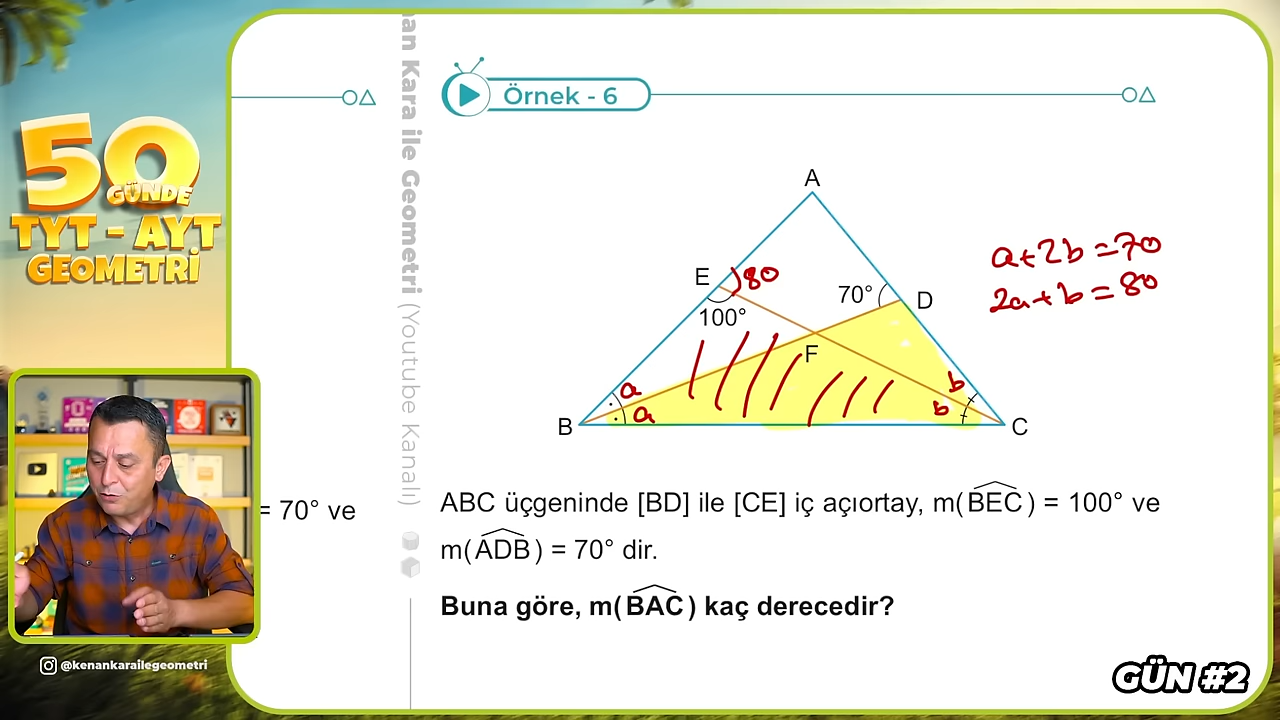 50
GÜNDE
TYT - AYT
GEOMETRİ
an Kara ile Geometri (Youtube Kanalı)
Örnek - 6
A
E
80
70°
D
100°
F
a
a
b
b
B
C
a+2b=70
2a+b=80
= 70° ve
ABC üçgeninde [BD] ile [CE] iç açıortay, m(BEC) = 100° ve
m(ADB) = 70° dir.
Buna göre, m(BAC) kaç derecedir?
@kenankarailegeometri
GÜN #2